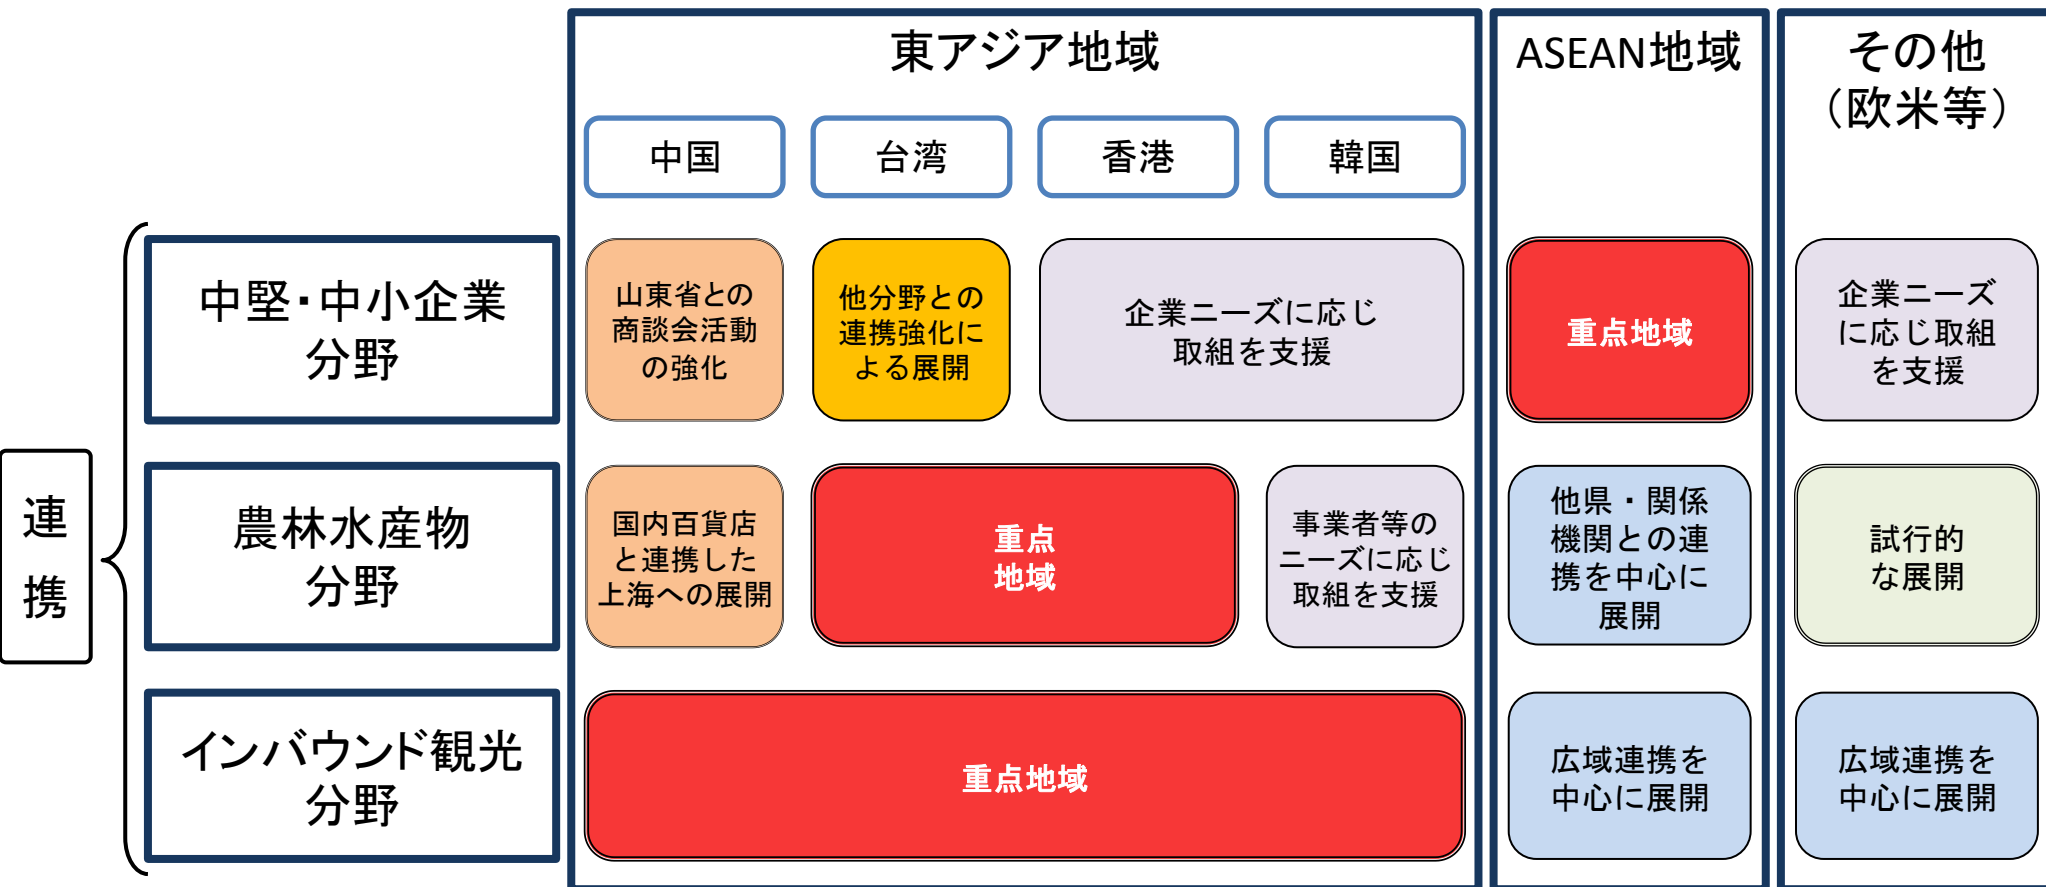 東アジア地域
ASEAN地域
その他
（欧米等）
中国
台湾
香港
韓国
連
携
中堅・中小企業
分野
山東省との
商談会活動
の強化
他分野との
連携強化に
よる展開
企業ニーズに応じ
取組を支援
重点地域
企業ニーズ
に応じ取組
を支援
農林水産物
分野
国内百貨店
と連携した
上海への展開
重点
地域
事業者等の
ニーズに応じ
取組を支援
他県・関係
機関との連
携を中心に
展開
試行的
な展開
インバウンド観光
分野
重点地域
広域連携を
中心に展開
広域連携を
中心に展開